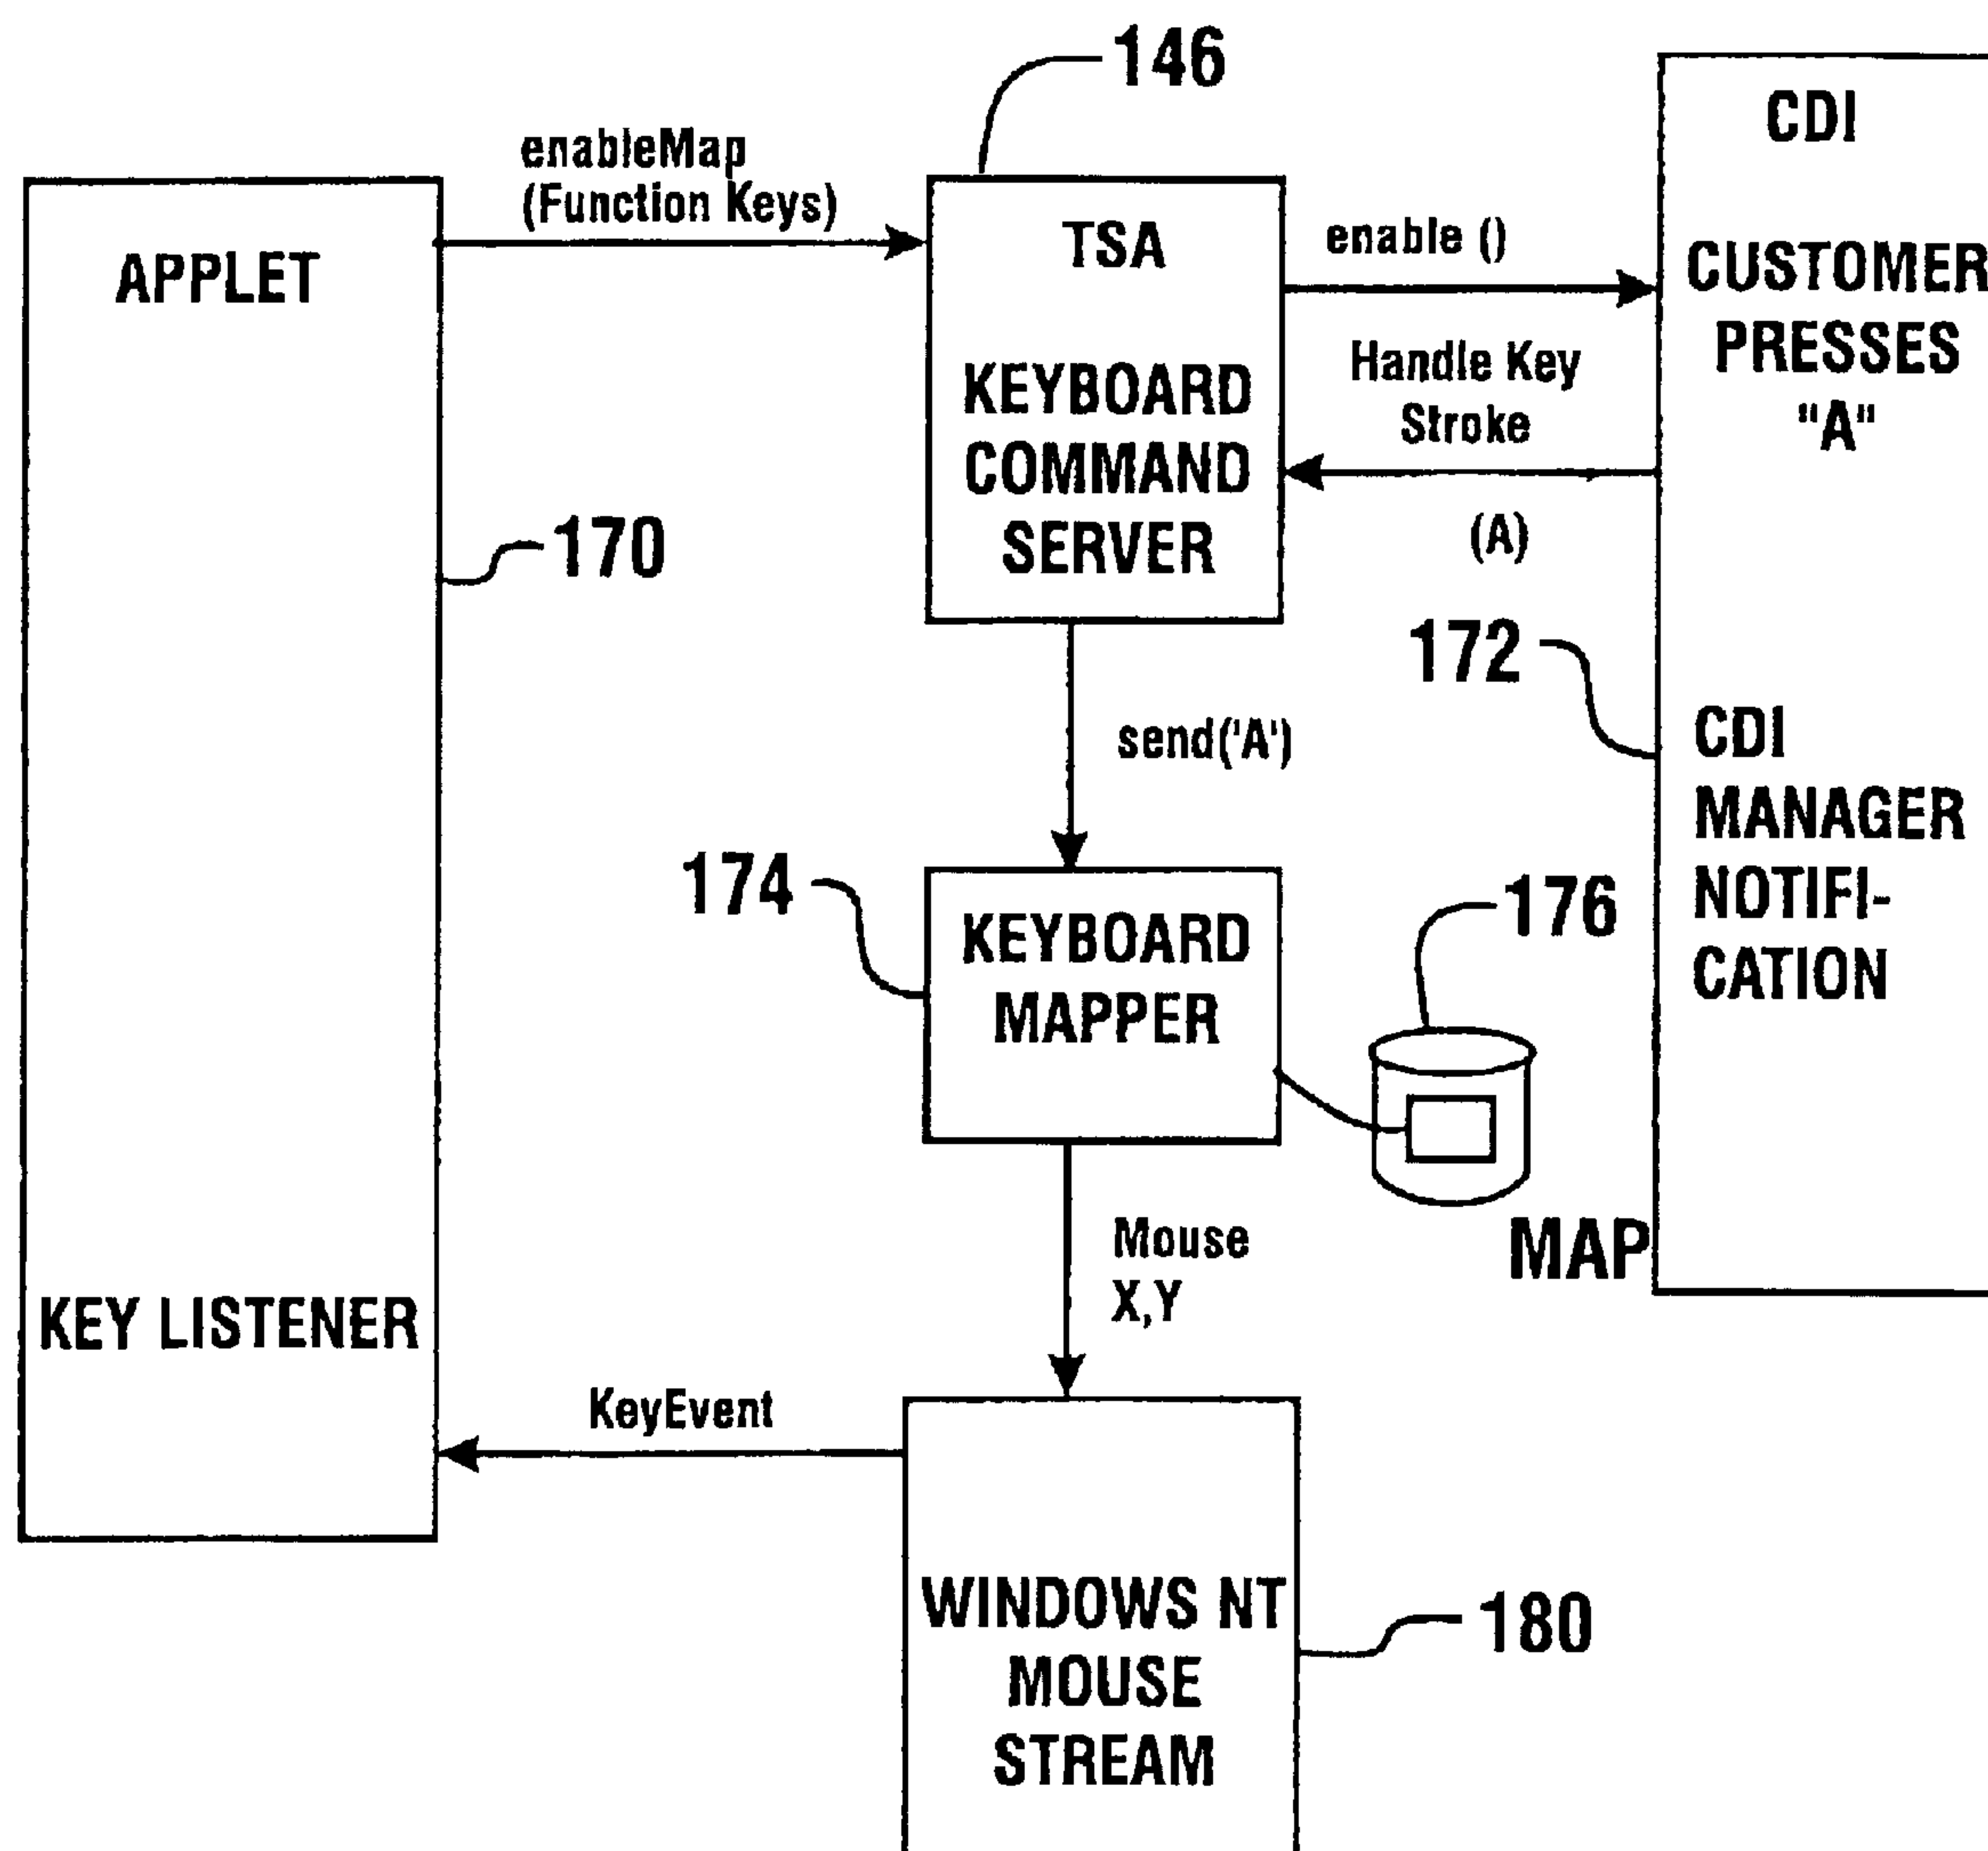 146
CDI
enableMap
(Function Keys)
APPLET
TSA
enable ()
CUSTOMER
PRESSES
"A"
KEYBOARD
COMMAND
SERVER
Handle Key
Stroke
(A)
170
172
send('A')
CDI
MANAGER
NOTIFI-
CATION
174
KEYBOARD
MAPPER
176
MAP
Mouse
X,Y
KEY LISTENER
KeyEvent
WINDOWS NT
MOUSE
STREAM
180